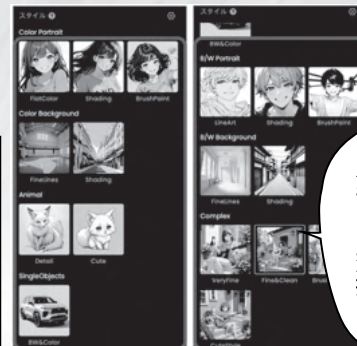 スタイル
Color Portrait
FlatColor Shading BrushPaint
Color Background
FineLines Shading
Animal
Detail Cute
SingleObjects
BW&Color
スタイル
BW&Color
B/W Portrait
LineArt Shading BrushPaint
B/W Background
FineLines Shading
Complex
VeryFine Fine&Clean
CuteStyle